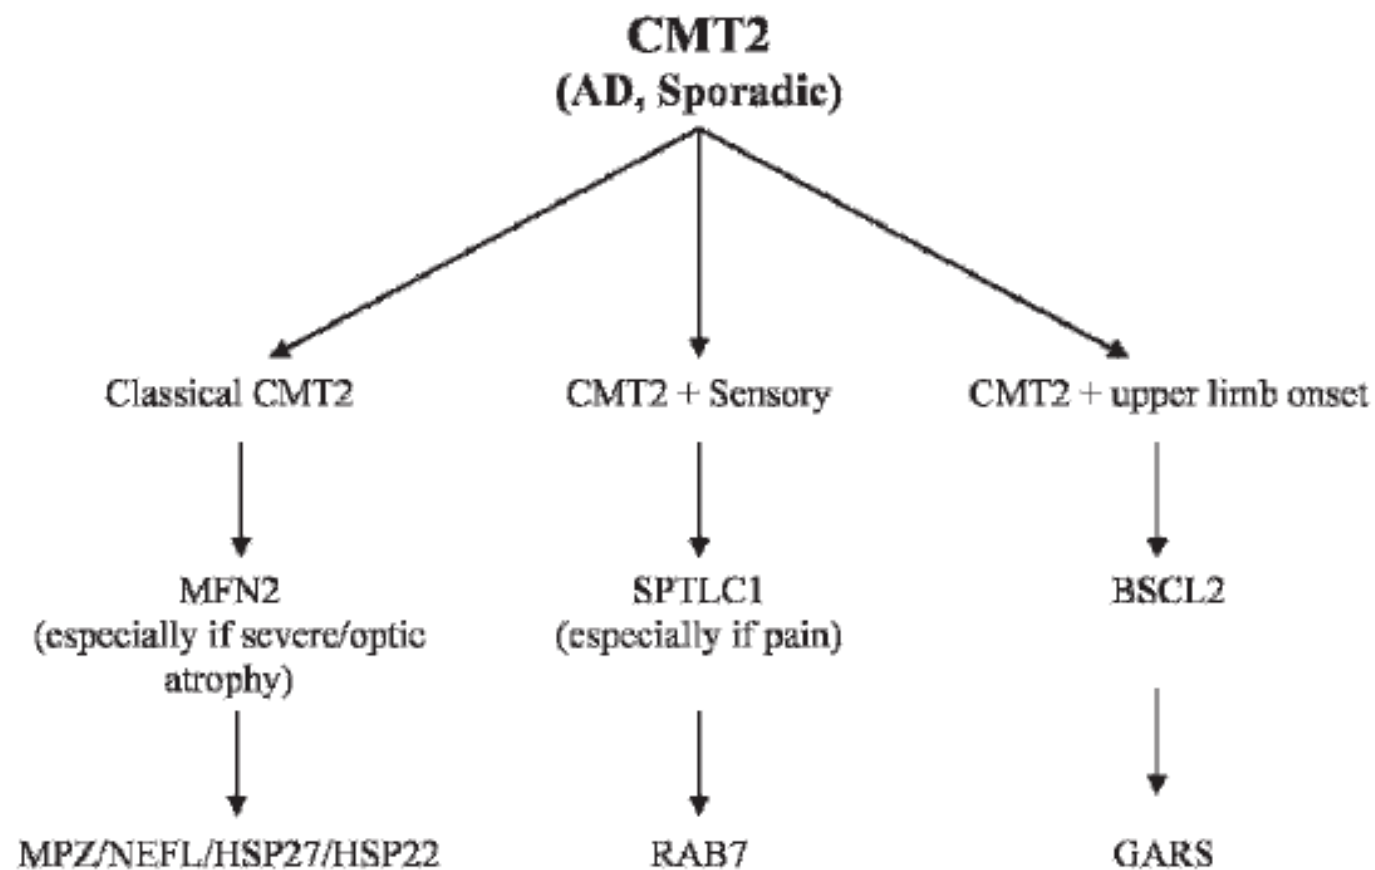 CMT2
(AD, Sporadic)
Classical CMT2
CMT2 + Sensory
CMT2 + upper limb onset
MFN2
(especially if severe/optic
atrophy)
SPTLC1
(especially if pain)
BSCL2
MPZ/NEFL/HSP27/HSP22
RAB7
GARS